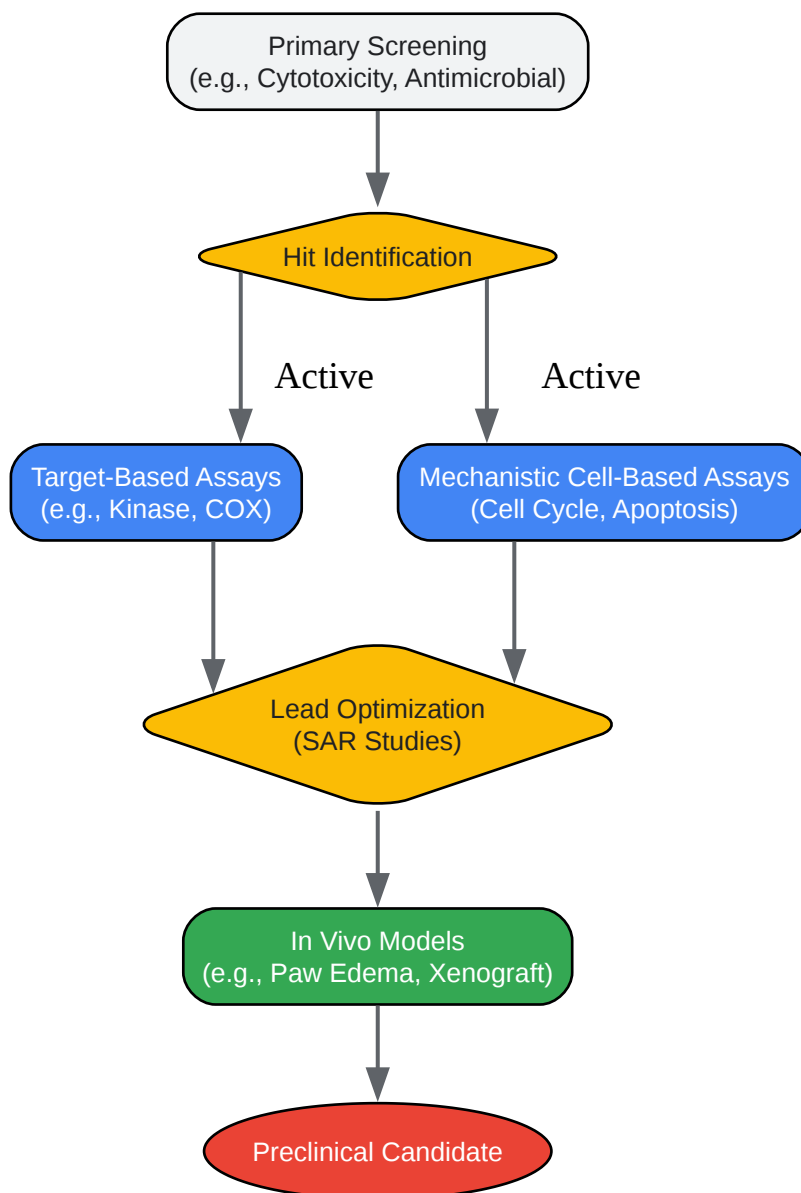 Primary Screening
(e.g., Cytotoxicity, Antimicrobial)
Hit Identification
Active
Active
Target-Based Assays
(e.g., Kinase, COX)
Mechanistic Cell-Based Assays
(Cell Cycle, Apoptosis)
Lead Optimization
(SAR Studies)
In Vivo Models
(e.g., Paw Edema, Xenograft)
Preclinical Candidate